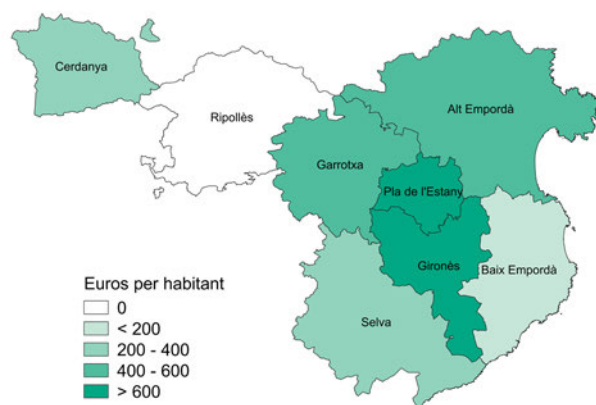 Cerdanya
Ripollès
Alt Empordà
Garrotxa
Pla de l'Estany
Gironès
Baix Empordà
Selva
Euros per habitant
0
< 200
200 - 400
400 - 600
> 600